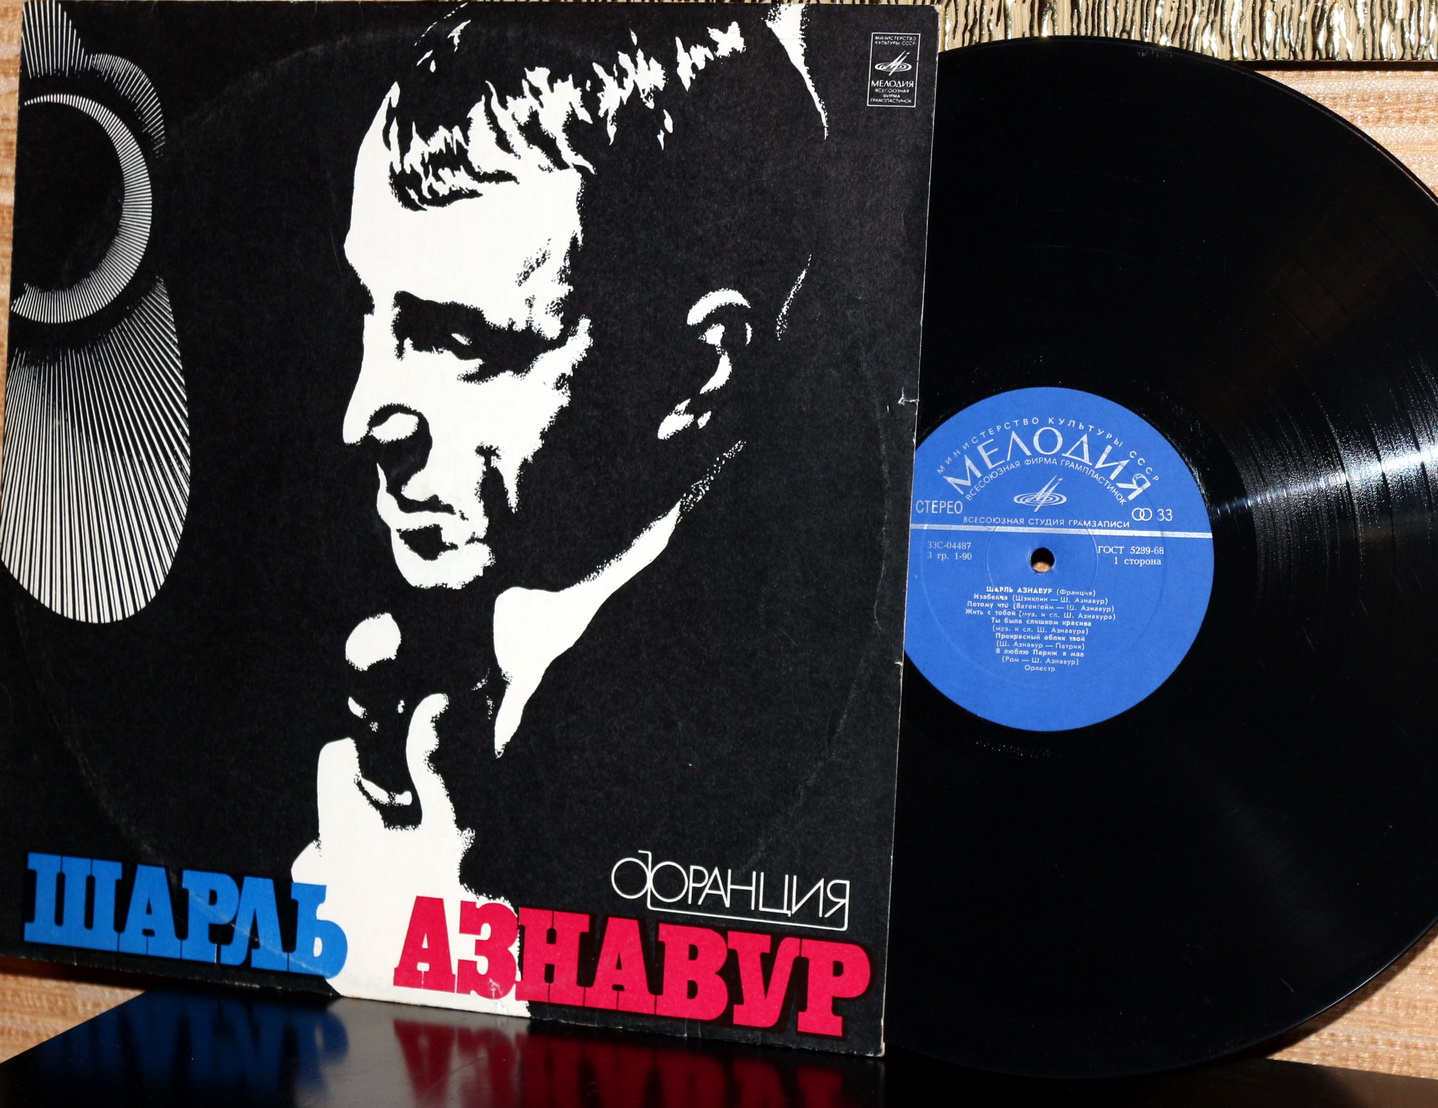 МИНИСТЕРСТВО
КУЛЬТУРЫ СССР
МЕЛОДИЯ
ВСЕСОЮЗНАЯ
ФИРМА
ГРАМПЛАСТИНОК
ФРАНЦИЯ
ШАРЛЬ АЗНАВУР
МИНИСТЕРСТВО КУЛЬТУРЫ СССР
МЕЛОДИЯ
ВСЕСОЮЗНАЯ ФИРМА ГРАМПЛАСТИНОК
СТЕРЕО 33
ВСЕСОЮЗНАЯ СТУДИЯ ГРАМЗАПИСИ
33С-04487 ГОСТ 5289-68
3 гр. 1-90 1 сторона
ШАРЛЬ АЗНАВУР (Франция)
Изабелла (Шэнклин — Ш. Азнавур)
Потому что (Вагенгейм — Ш. Азнавур)
Жить с тобой (муз. и сл. Ш. Азнавура)
Ты была слишком красива
(муз. и сл. Ш. Азнавура)
Прекрасный облик твой
(Ш. Азнавур — Патрик)
Я люблю Париж в мае
(Ром — Ш. Азнавур)
Оркестр